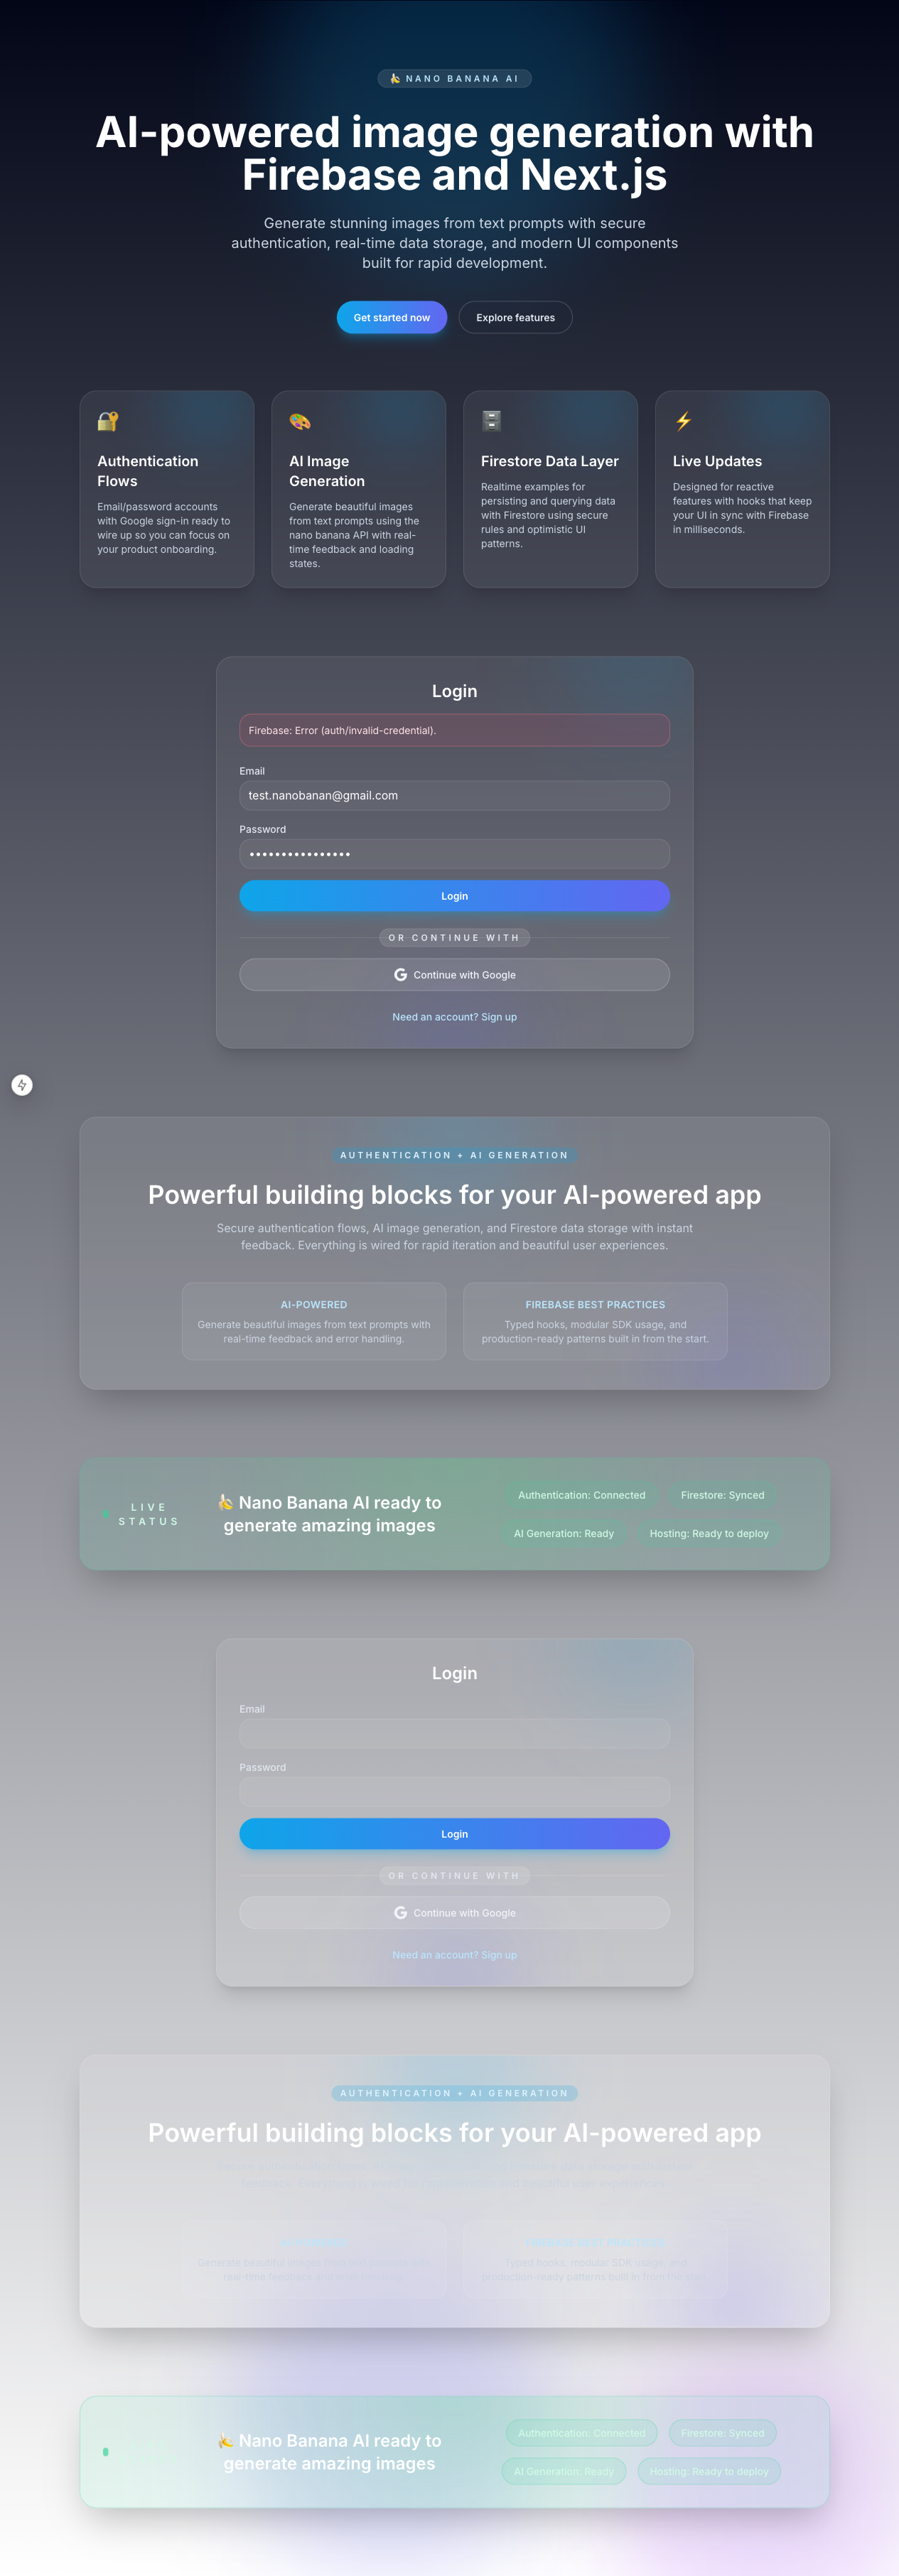 NANO BANANA AI
AI-powered image generation with
Firebase and Next.js
Generate stunning images from text prompts with secure
authentication, real-time data storage, and modern UI components
built for rapid development.
Get started now
Explore features
Authentication
Flows
Email/password accounts
with Google sign-in ready to
wire up so you can focus on
your product onboarding.
AI Image
Generation
Generate beautiful images
from text prompts using the
nano banana API with real-
time feedback and loading
states.
Firestore Data Layer
Realtime examples for
persisting and querying data
with Firestore using secure
rules and optimistic UI
patterns.
Live Updates
Designed for reactive
features with hooks that keep
your UI in sync with Firebase
in milliseconds.
Login
Firebase: Error (auth/invalid-credential).
Email
test.nanobanan@gmail.com
Password
••••••••••••••••
Login
OR CONTINUE WITH
Continue with Google
Need an account? Sign up
AUTHENTICATION + AI GENERATION
Powerful building blocks for your AI-powered app
Secure authentication flows, AI image generation, and Firestore data storage with instant
feedback. Everything is wired for rapid iteration and beautiful user experiences.
AI-POWERED
Generate beautiful images from text prompts with
real-time feedback and error handling.
FIREBASE BEST PRACTICES
Typed hooks, modular SDK usage, and
production-ready patterns built in from the start.
LIVE
STATUS
Nano Banana AI ready to
generate amazing images
Authentication: Connected
Firestore: Synced
AI Generation: Ready
Hosting: Ready to deploy
Login
Email
Password
Login
OR CONTINUE WITH
Continue with Google
Need an account? Sign up
AUTHENTICATION + AI GENERATION
Powerful building blocks for your AI-powered app
Generate beautiful images
real-time feedback
Typed hooks, modular SDK usage, and
production-ready patterns built in from
Nano Banana AI ready to
generate amazing images
Authentication: Connected
Firestore: Synced
AI Generation: Ready
Hosting: Ready to deploy